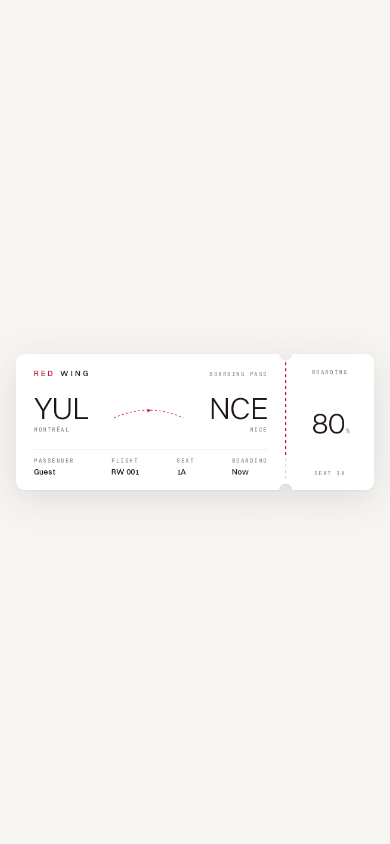 RED WING
BOARDING PASS
YUL
NCE
MONTRÉAL
NICE
PASSENGER
FLIGHT
SEAT
BOARDING
Guest
RW 001
1A
Now
BOARDING
80%
SEAT 1A